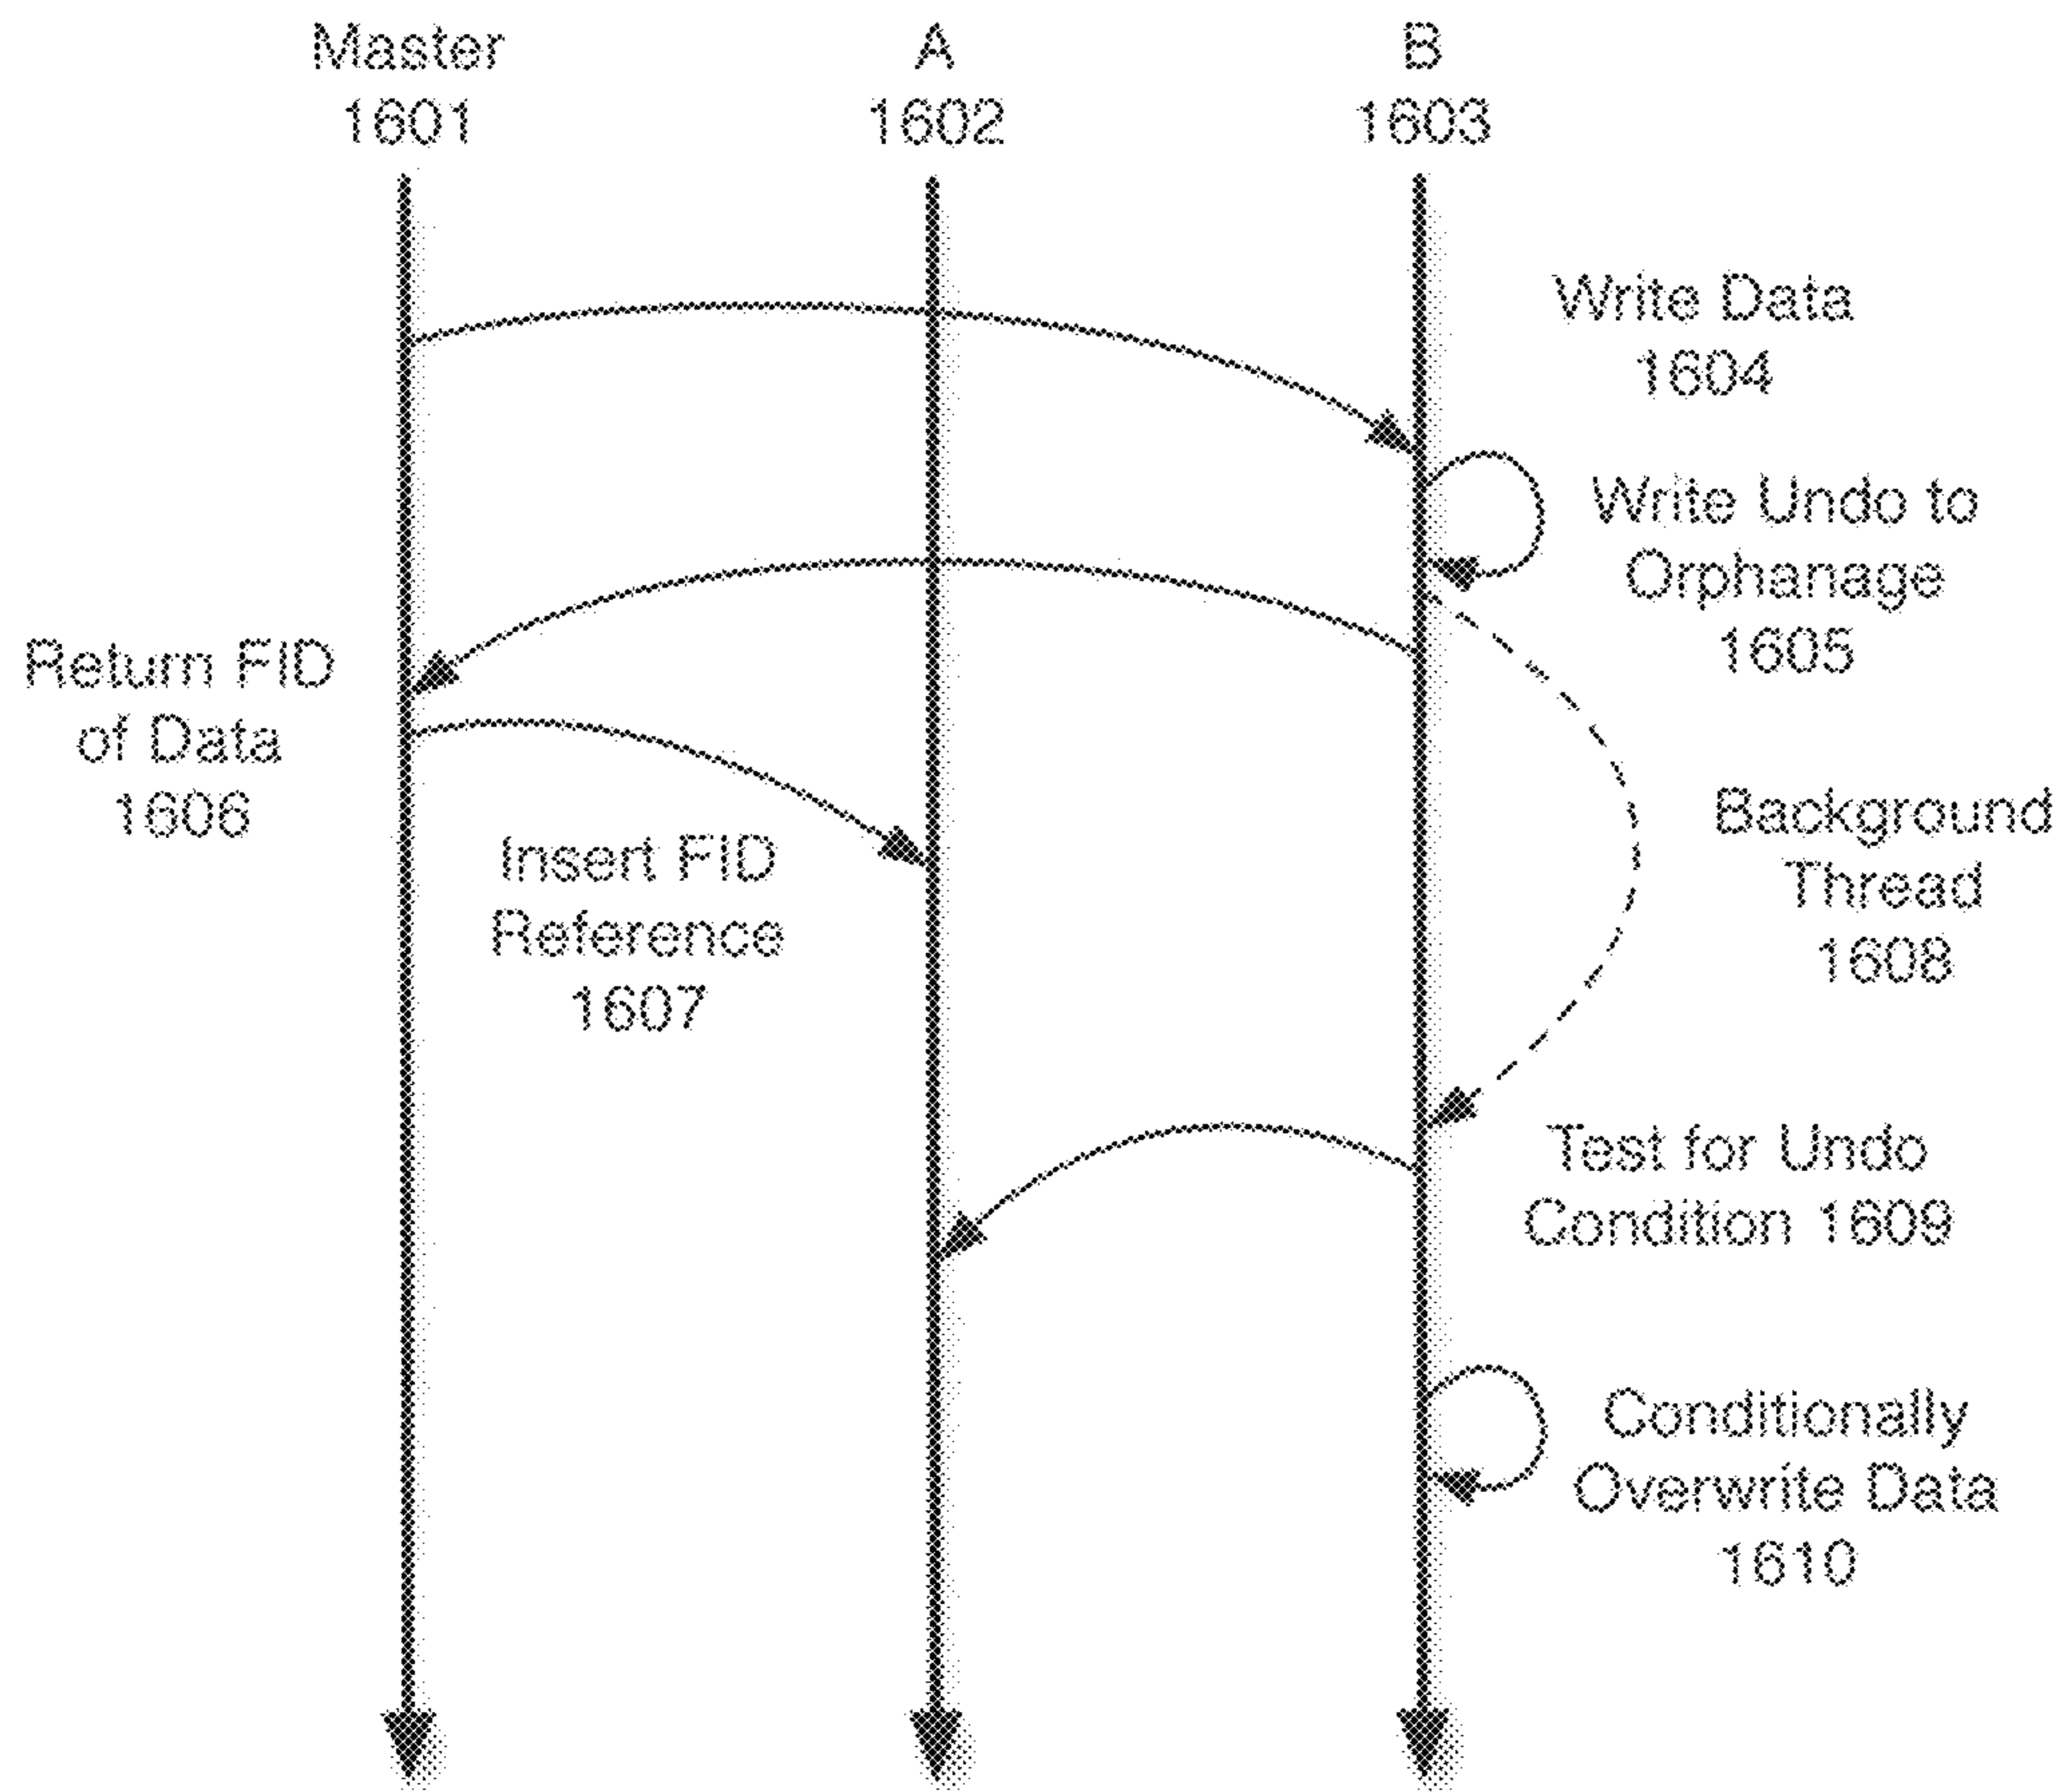 Master
1601
A
1602
B
1603
Write Data
1604
Write Undo to
Orphanage
1605
Return FID
of Data
1606
Insert FID
Reference
1607
Background
Thread
1608
Test for Undo
Condition 1609
Conditionally
Overwrite Data
1610